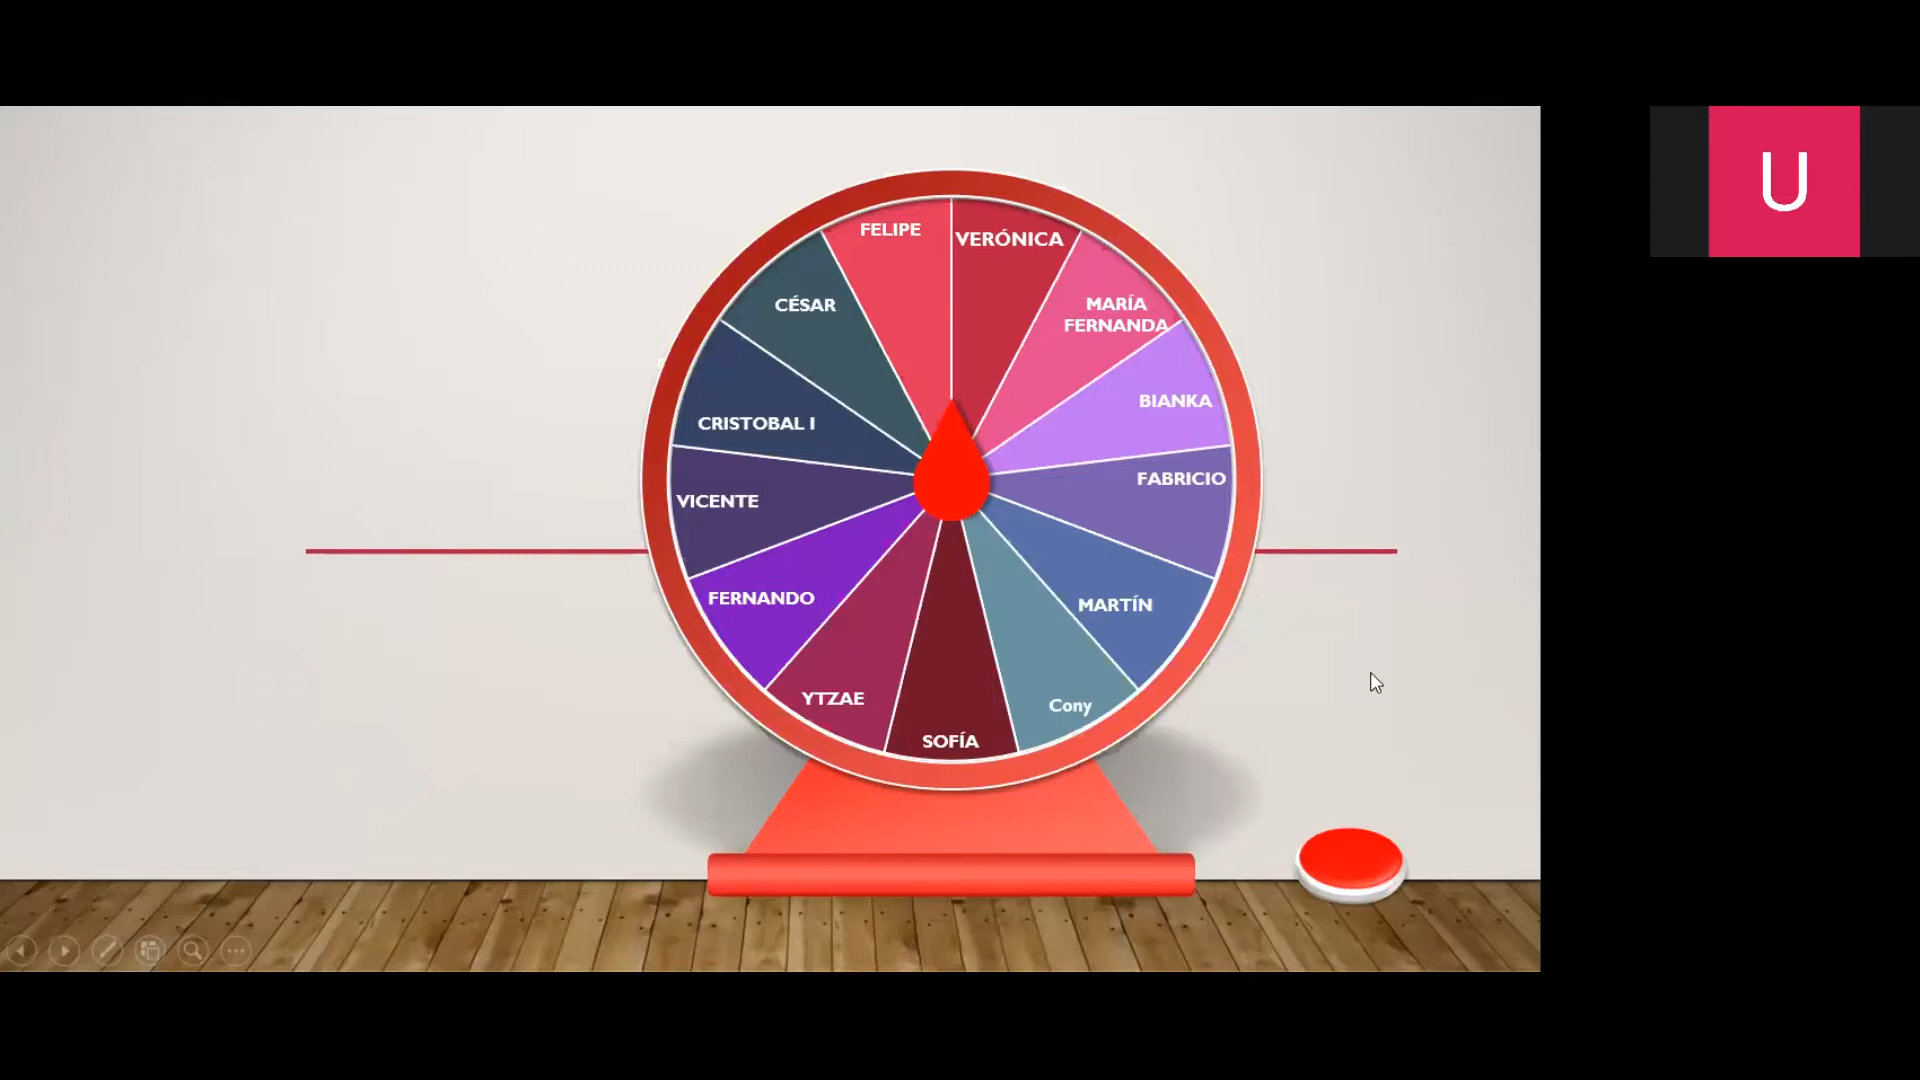 U
FELIPE
VERÓNICA
CÉSAR
MARÍA
FERNANDA
BIANKA
CRISTOBAL I
FABRICIO
VICENTE
FERNANDO
MARTÍN
YTZAE
Cony
SOFÍA